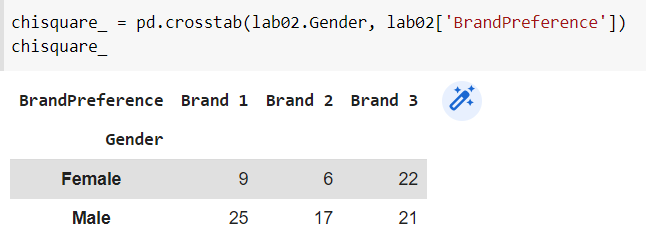 chisquare_ = pd.crosstab(lab02.Gender, lab02['BrandPreference'])
chisquare_
BrandPreference Brand 1 Brand 2 Brand 3
Gender
Female 9 6 22
Male 25 17 21